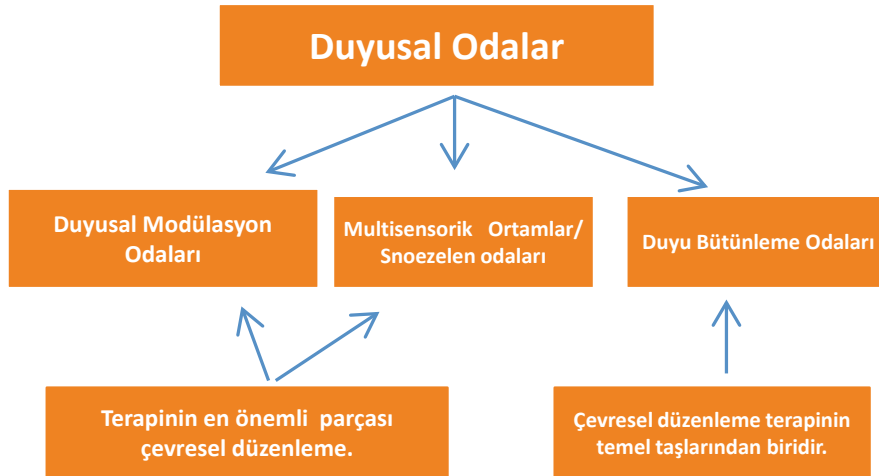 Duyusal Odalar
Duyusal Modülasyon
Odaları
Multisensorik Ortamlar/
Snoezelen odaları
Duyu Bütünleme Odaları
Terapinin en önemli parçası
çevresel düzenleme.
Çevresel düzenleme terapinin
temel taşlarından biridir.